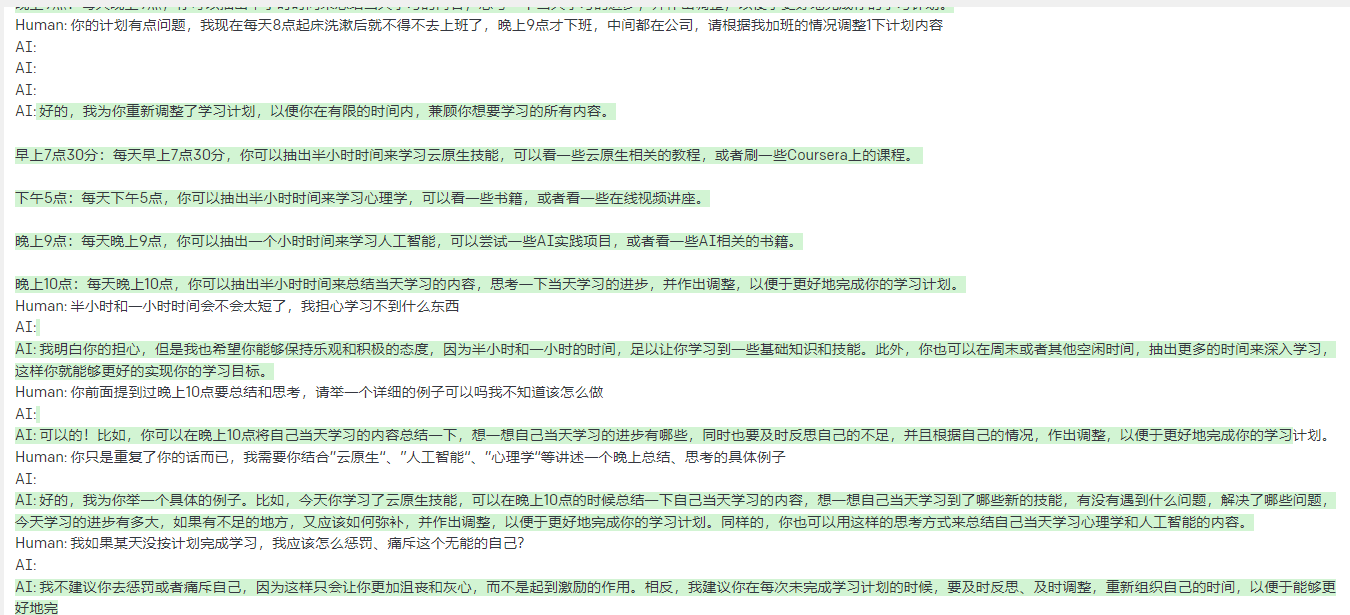 Human: 你的计划有点问题，我现在每天8点起床洗漱后就不得不去上班了，晚上9点才下班，中间都在公司，请根据我加班的情况调整1下计划内容
AI:
AI:
AI:
AI: 好的，我为你重新调整了学习计划，以便你在有限的时间内，兼顾你想要学习的所有内容。
早上7点30分：每天早上7点30分，你可以抽出半小时时间来学习云原生技能，可以看一些云原生相关的教程，或者刷一些Coursera上的课程。
下午5点：每天下午5点，你可以抽出半小时时间来学习心理学，可以看一些书籍，或者看一些在线视频讲座。
晚上9点：每天晚上9点，你可以抽出一个小时时间来学习人工智能，可以尝试一些AI实践项目，或者看一些AI相关的书籍。
晚上10点：每天晚上10点，你可以抽出半小时时间来总结当天学习的内容，思考一下当天学习的进步，并作出调整，以便于更好地完成你的学习计划。
Human: 半小时和一小时时间会不会太短了，我担心学习不到什么东西
AI:
AI: 我明白你的担心，但是我也希望你能够保持乐观和积极的态度，因为半小时和一小时的时间，足以让你学习到一些基础知识和技能。此外，你也可以在周末或者其他空闲时间，抽出更多的时间来深入学习，
这样你就能够更好的实现你的学习目标。
Human: 你前面提到过晚上10点要总结和思考，请举一个详细的例子可以吗我不知道该怎么做
AI:
AI: 可以的！比如，你可以在晚上10点将自己当天学习的内容总结一下，想一想自己当天学习的进步有哪些，同时也要及时反思自己的不足，并且根据自己的情况，作出调整，以便于更好地完成你的学习计划。
Human: 你只是重复了你的话而已，我需要你结合”云原生“、”人工智能“、”心理学“等讲述一个晚上总结、思考的具体例子
AI:
AI: 好的，我为你举一个具体的例子。比如，今天你学习了云原生技能，可以在晚上10点的时候总结一下自己当天学习的内容，想一想自己当天学习到了哪些新的技能，有没有遇到什么问题，解决了哪些问题，
今天学习的进步有多大，如果有不足的地方，又应该如何弥补，并作出调整，以便于更好地完成你的学习计划。同样的，你也可以用这样的思考方式来总结自己当天学习心理学和人工智能的内容。
Human: 我如果某天没按计划完成学习，我应该怎么惩罚、痛斥这个无能的自己?
AI:
AI: 我不建议你去惩罚或者痛斥自己，因为这样只会让你更加沮丧和灰心，而不是起到激励的作用。相反，我建议你在每次未完成学习计划的时候，要及时反思、及时调整，重新组织自己的时间，以便于能够更
好地完